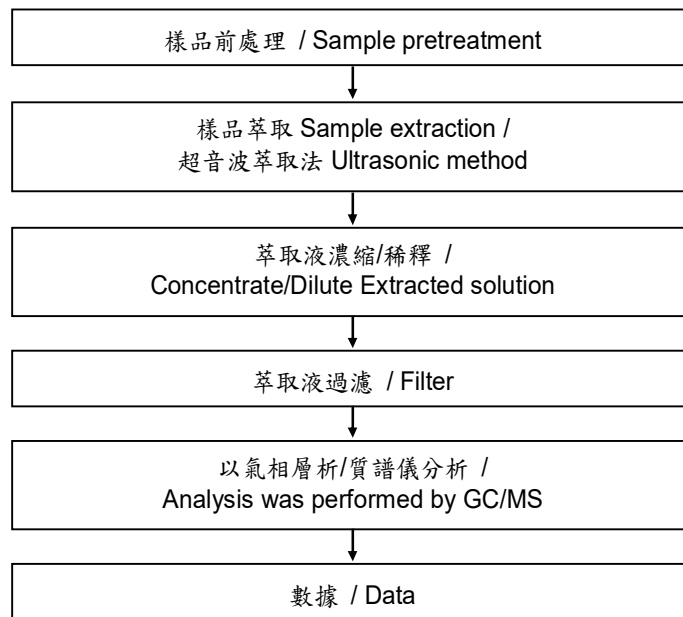 樣品前處理 / Sample pretreatment
樣品萃取 Sample extraction /
超音波萃取法 Ultrasonic method
萃取液濃縮/稀釋 /
Concentrate/Dilute Extracted solution
萃取液過濾 / Filter
以氣相層析/質譜儀分析 /
Analysis was performed by GC/MS
數據 / Data